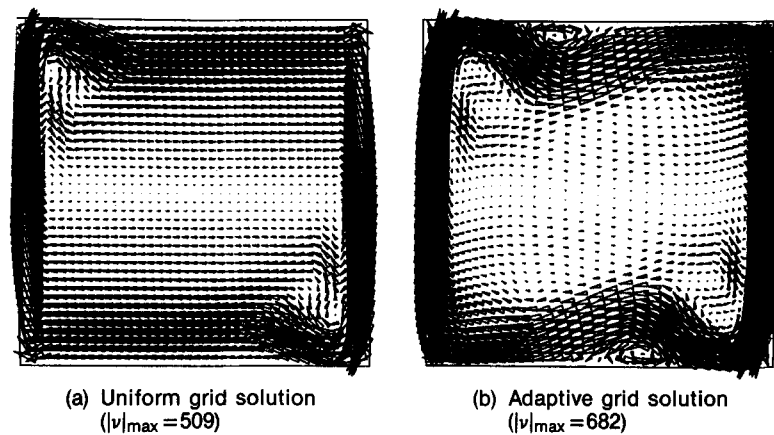 (a) Uniform grid solution
(|ν|max=509)
(b) Adaptive grid solution
(|ν|max=682)